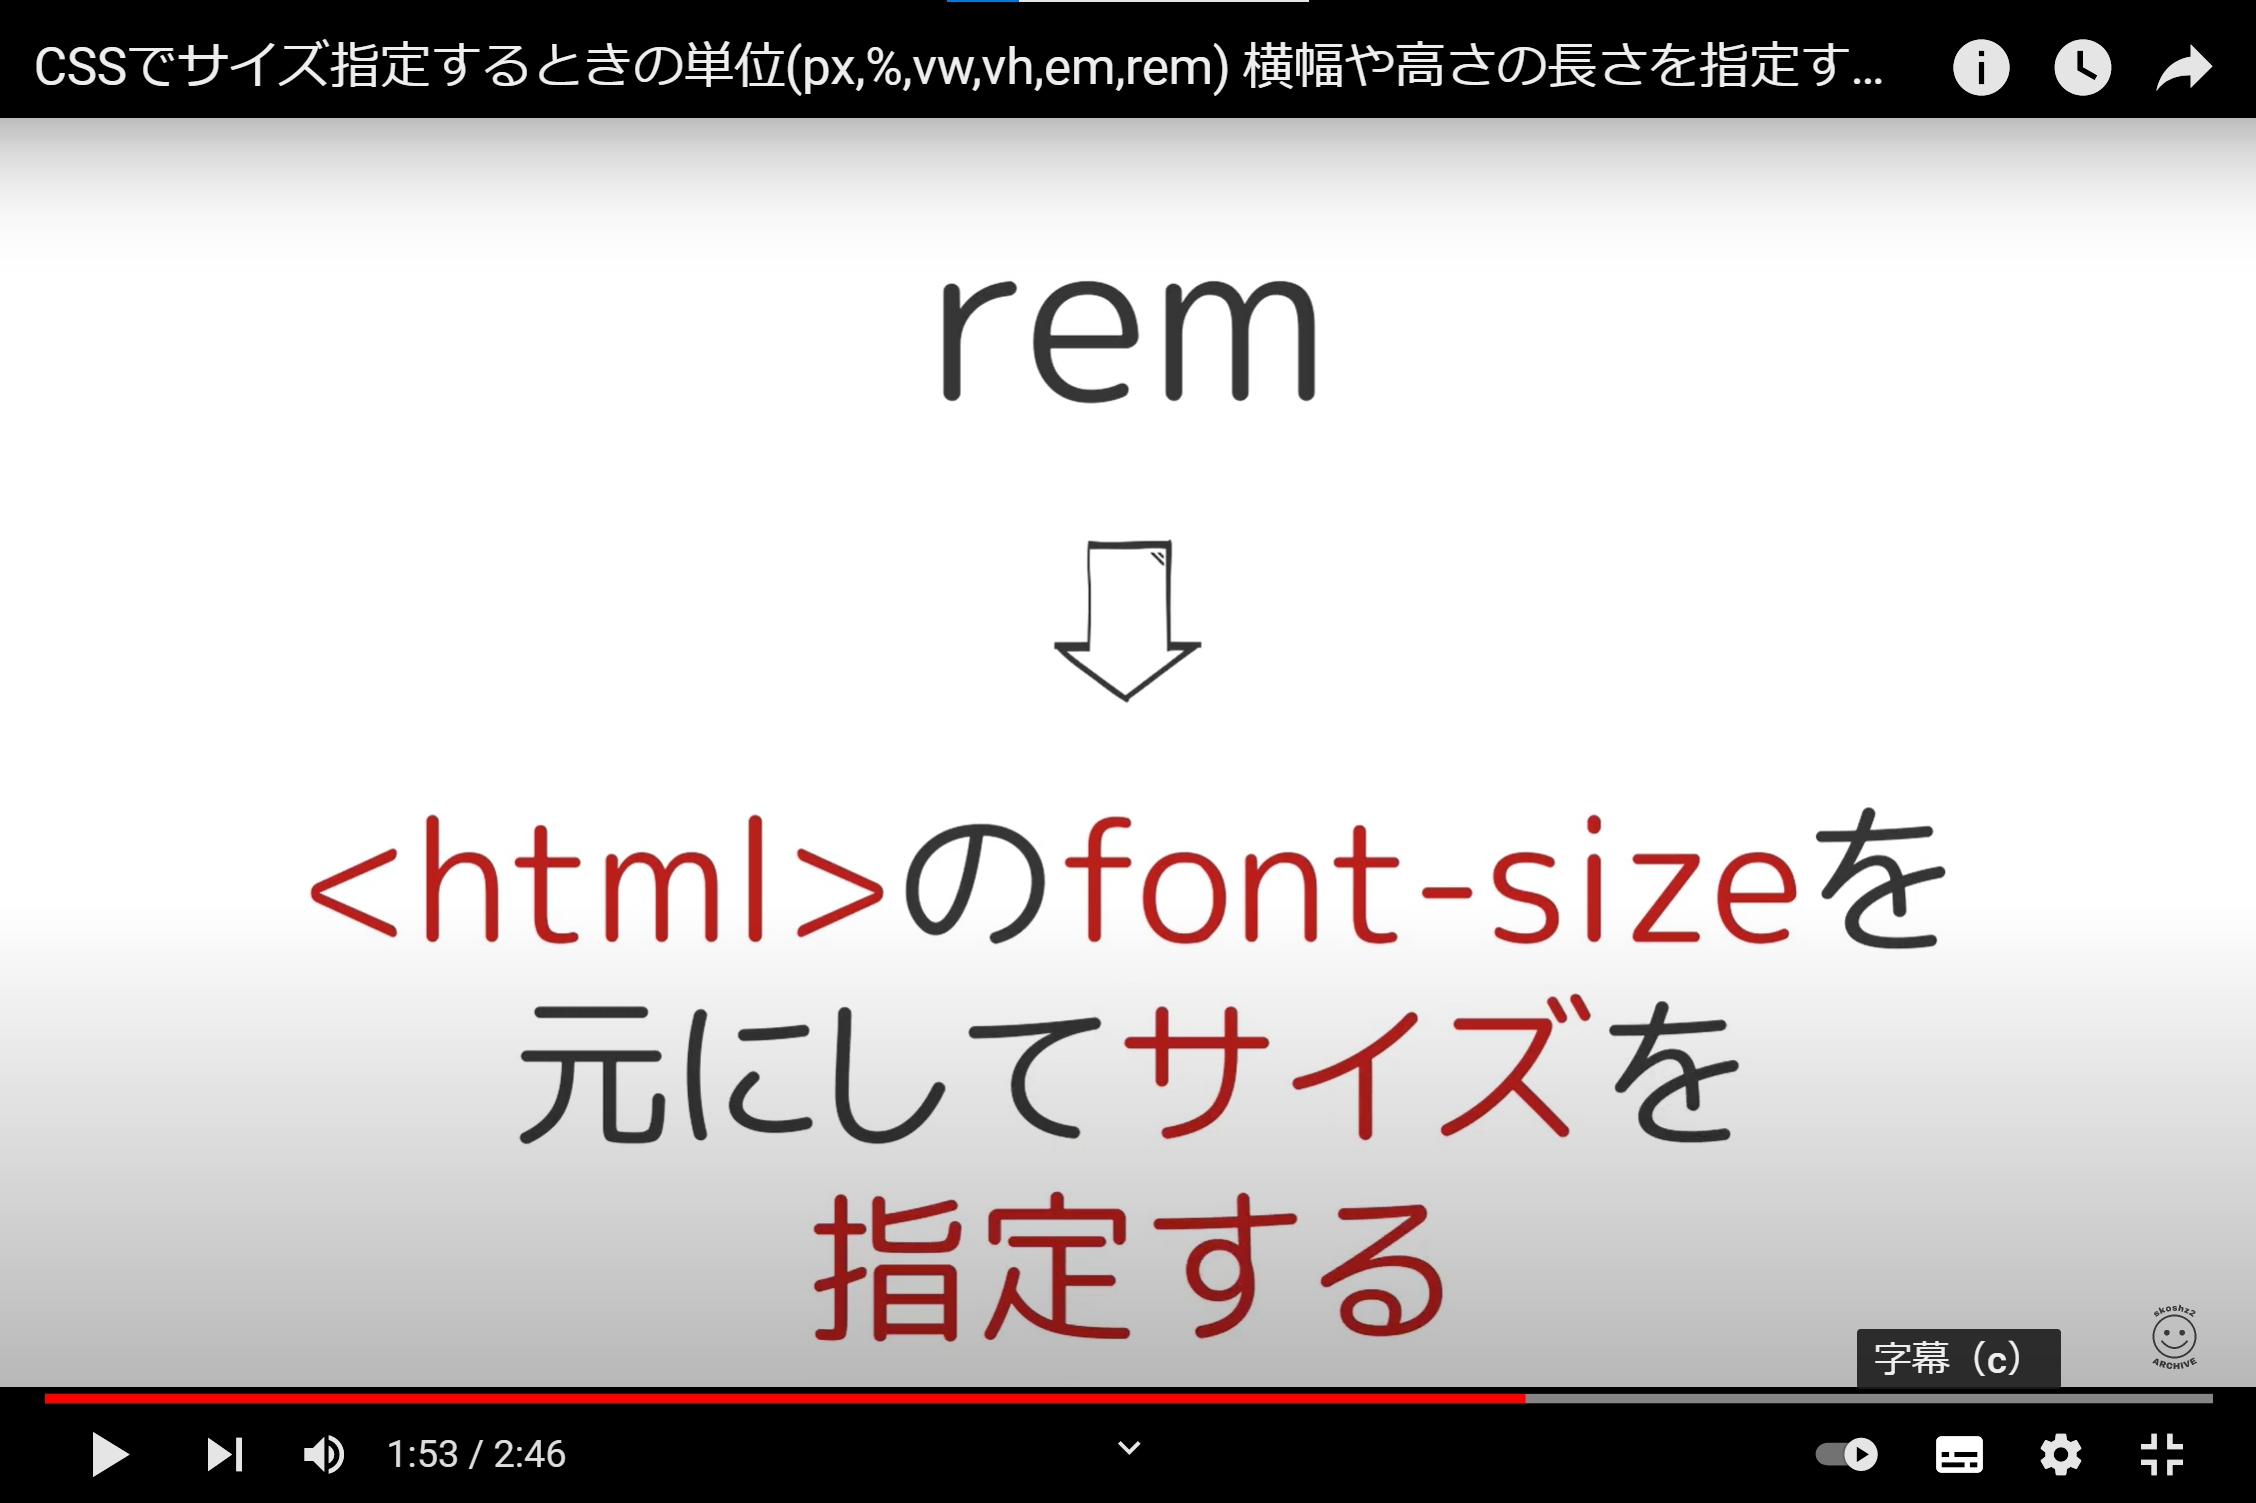 CSSでサイズ指定するときの単位(px,%,vw,vh,em,rem) 横幅や高さの長さを指定す...
rem
<html>のfont-sizeを
元にしてサイズを
指定する
skoshzz
ARCHIVE
字幕（c）
1:53 / 2:46